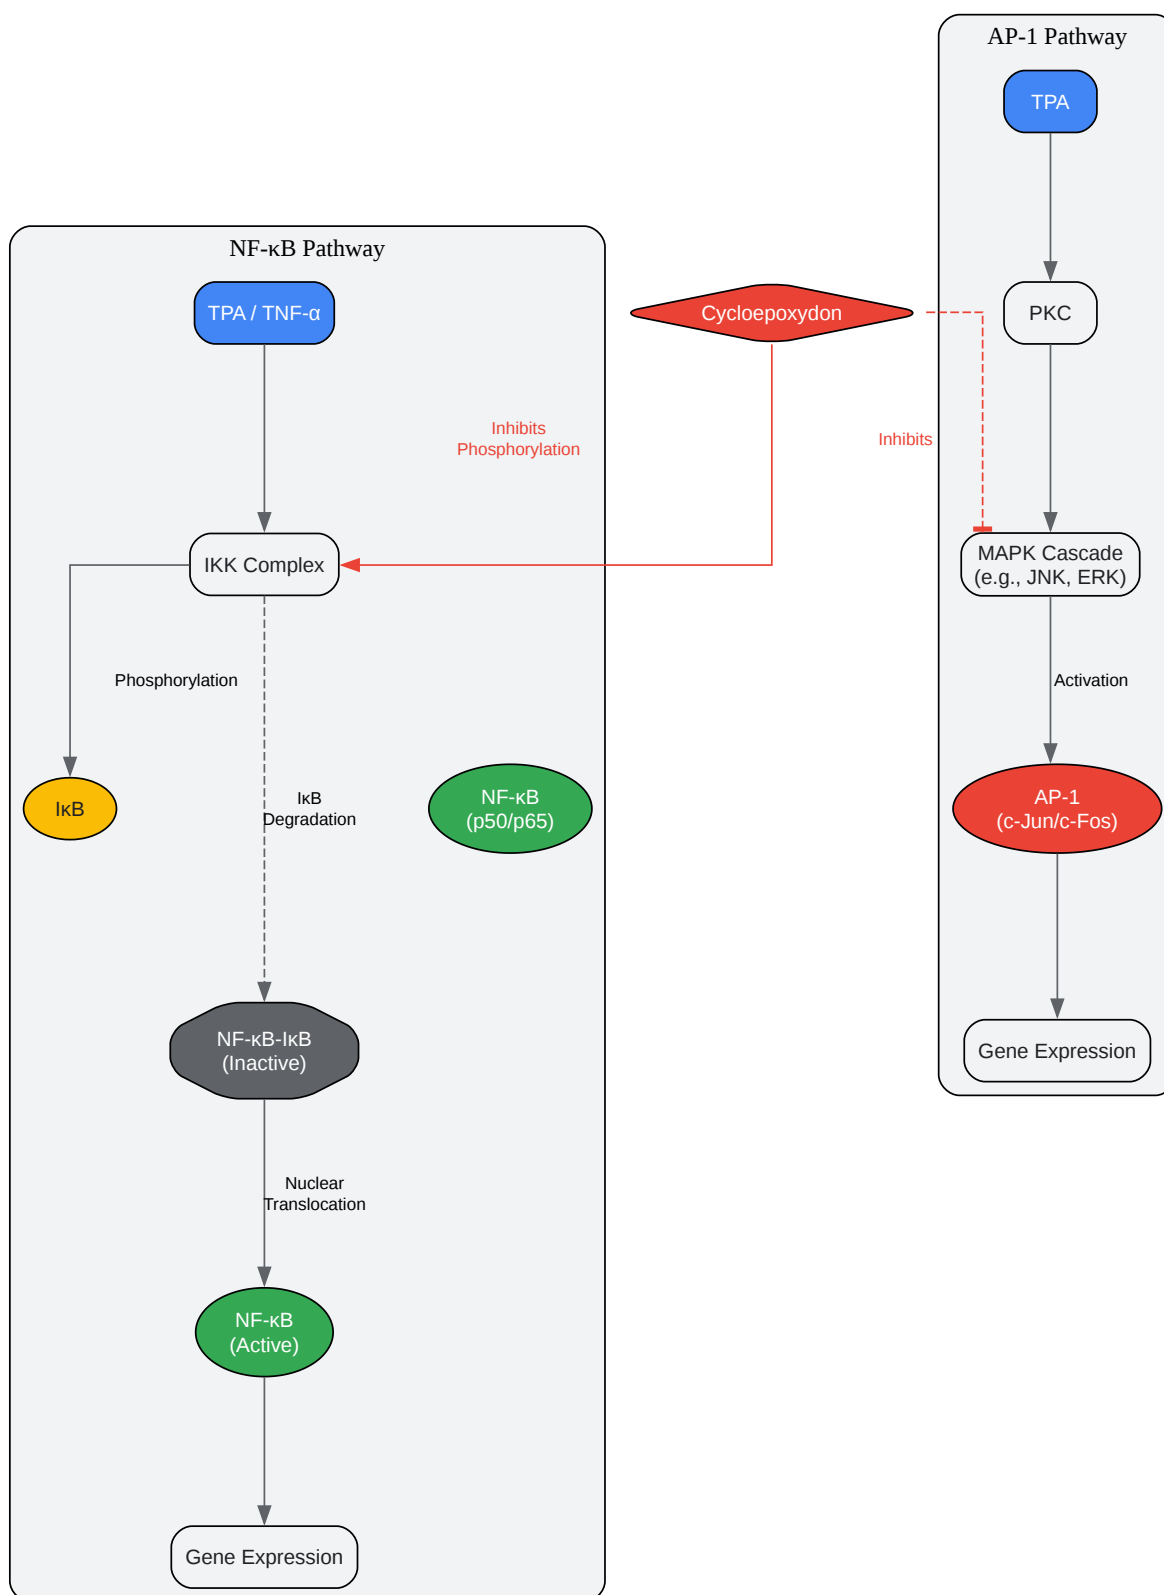 AP-1 Pathway
TPA
NF-κB Pathway
TPA / TNF-α
Cycloepoxydon
PKC
Inhibits
Phosphorylation
Inhibits
IKK Complex
MAPK Cascade
(e.g., JNK, ERK)
Phosphorylation
Activation
IκB
IκB
Degradation
NF-κB
(p50/p65)
AP-1
(c-Jun/c-Fos)
NF-κB-IκB
(Inactive)
Gene Expression
Nuclear
Translocation
NF-κB
(Active)
Gene Expression